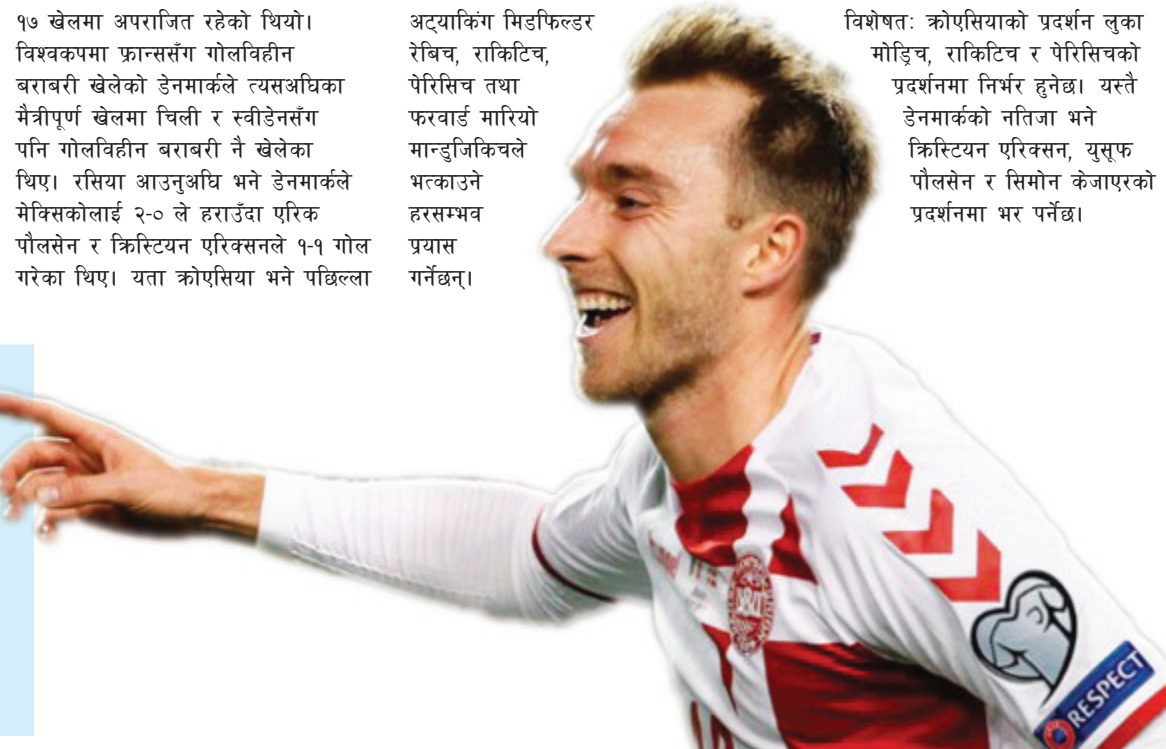 १७ खेलमा अपराजित रहेको थियो।
विश्वकपमा फ्रान्ससँग गोलविहीन
बराबरी खेलेको डेनमार्कले त्यसअघिका
मैत्रीपूर्ण खेलमा चिली र स्वीडेनसँग
पनि गोलविहीन बराबरी नै खेलेका
थिए। रसिया आउनुअघि भने डेनमार्कले
मेक्सिकोलाई २-० ले हराउँदा एरिक
पौलसेन र क्रिस्टियन एरिक्सनले १-१ गोल
गरेका थिए। यता क्रोएसिया भने पछिल्ला
अट्याकिंग मिडफिल्डर
रेबिच, राकिटिच,
पेरिसिच तथा
फरवार्ड मारियो
मान्डुजिकिचले
भत्काउने
हरसम्भव
प्रयास
गर्नेछन्।
विशेषत: क्रोएसियाको प्रदर्शन लुका
मोड्रिच, राकिटिच र पेरिसिचको
प्रदर्शनमा निर्भर हुनेछ। यस्तै
डेनमार्कको नतिजा भने
क्रिस्टियन एरिक्सन, युसूफ
पौलसेन र सिमोन केजाएरको
प्रदर्शनमा भर पर्नेछ।
DBU
RESPECT